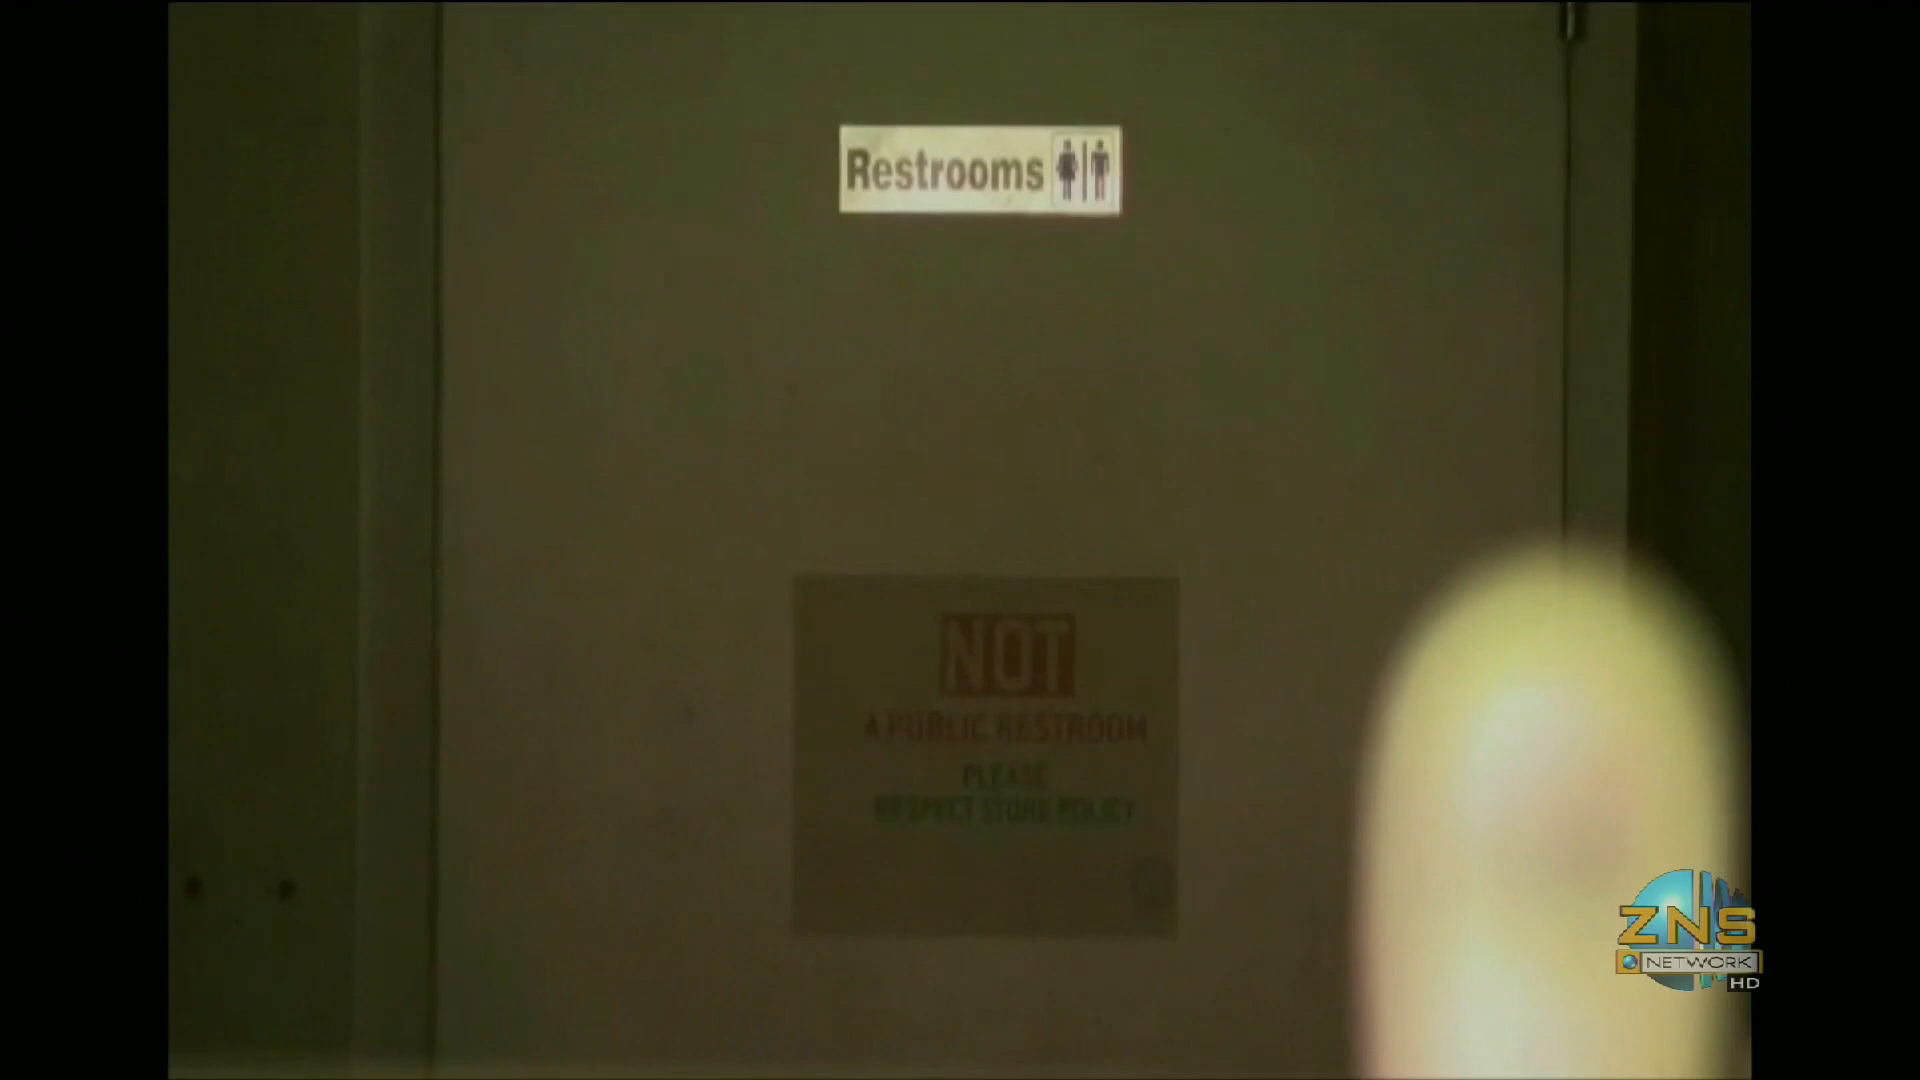 Restrooms
NOT
A PUBLIC RESTROOM
PLEASE
RESPECT STORE POLICY
ZNS
NETWORK
HD